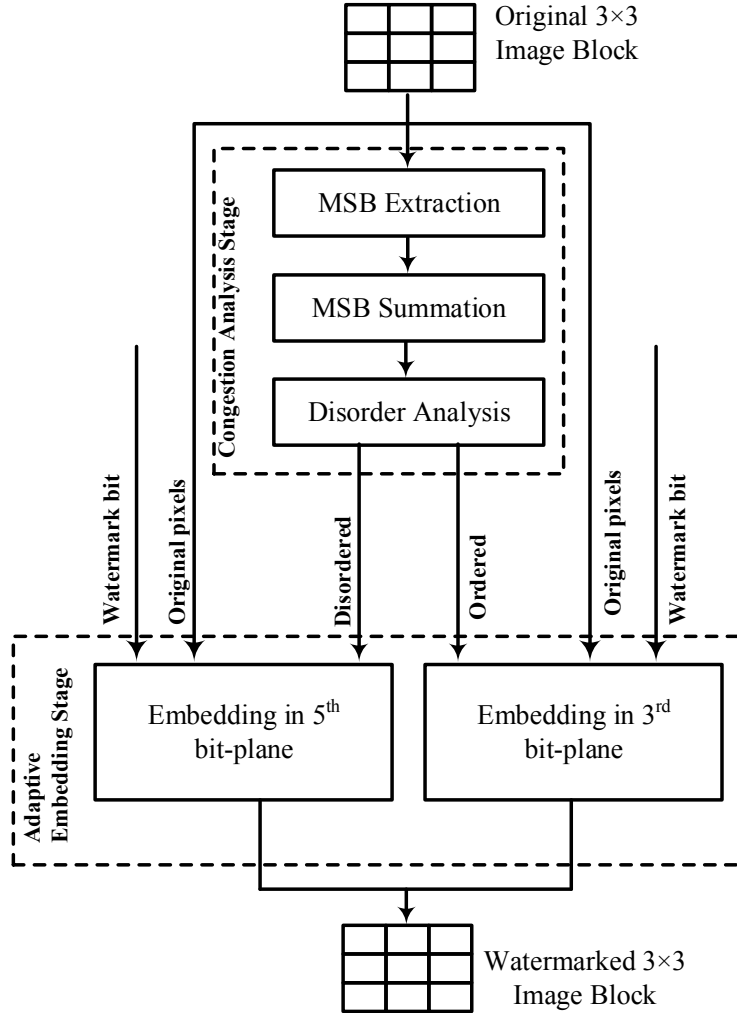 Original 3×3
Image Block
MSB Extraction
MSB Summation
Disorder Analysis
Congestion Analysis Stage
Watermark bit
Original pixels
Disordered
Ordered
Original pixels
Watermark bit
Adaptive
Embedding Stage
Embedding in 5th
bit-plane
Embedding in 3rd
bit-plane
Watermarked 3×3
Image Block